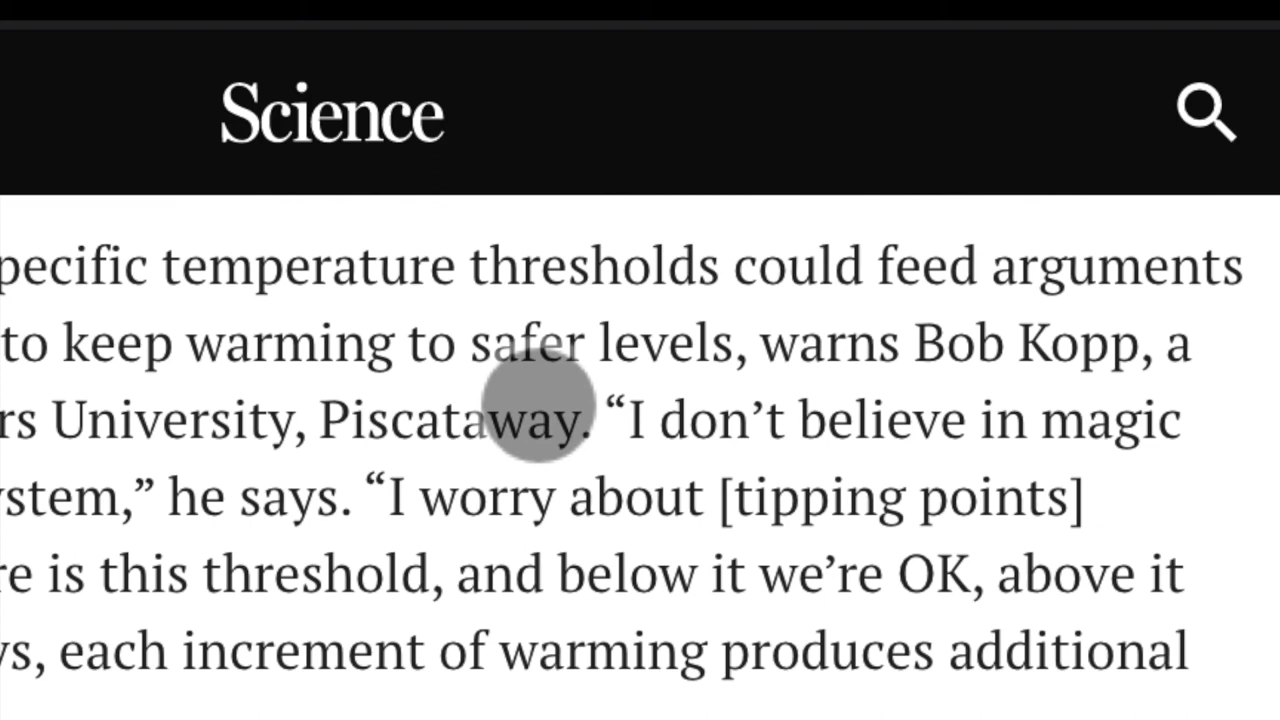 Science
pecific temperature thresholds could feed arguments
to keep warming to safer levels, warns Bob Kopp, a
rs University, Piscataway. “I don’t believe in magic
ystem,” he says. “I worry about [tipping points]
re is this threshold, and below it we’re OK, above it
ys, each increment of warming produces additional